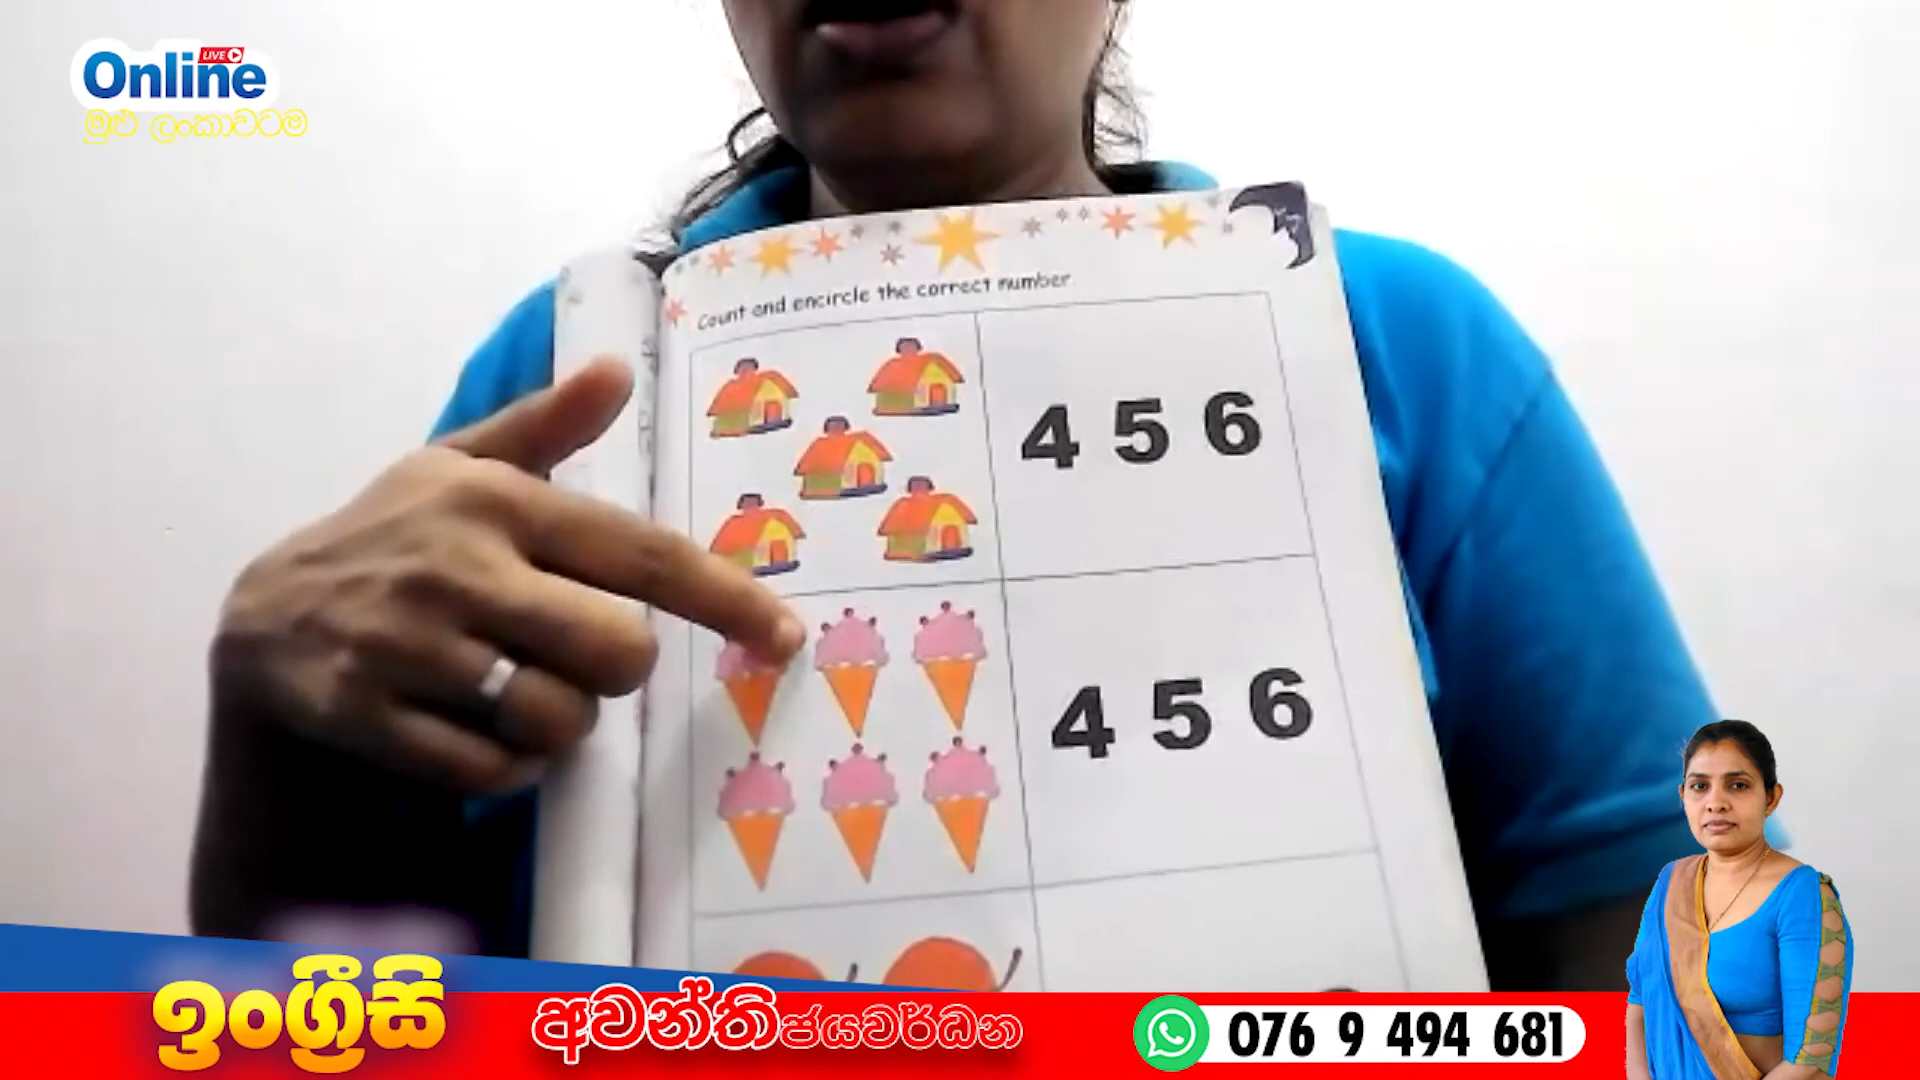 Online LIVE
මුළු ලංකාවටම
Count and encircle the correct number
4 5 6
4 5 6
ඉංග්‍රීසි
අවන්ති ජයවර්ධන
076 9 494 681